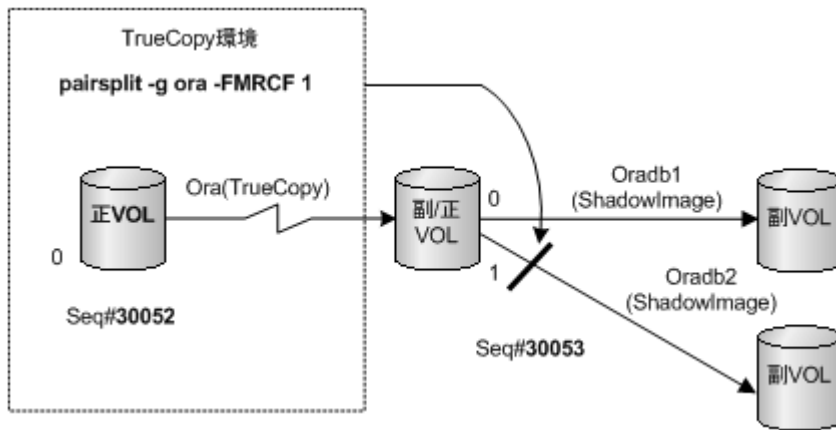 TrueCopy環境
pairsplit -g ora -FMRCF 1
正VOL
0
Ora(TrueCopy)
Seq#30052
副/正
VOL
0
1
Seq#30053
Oradb1
(ShadowImage)
副VOL
Oradb2
(ShadowImage)
副VOL